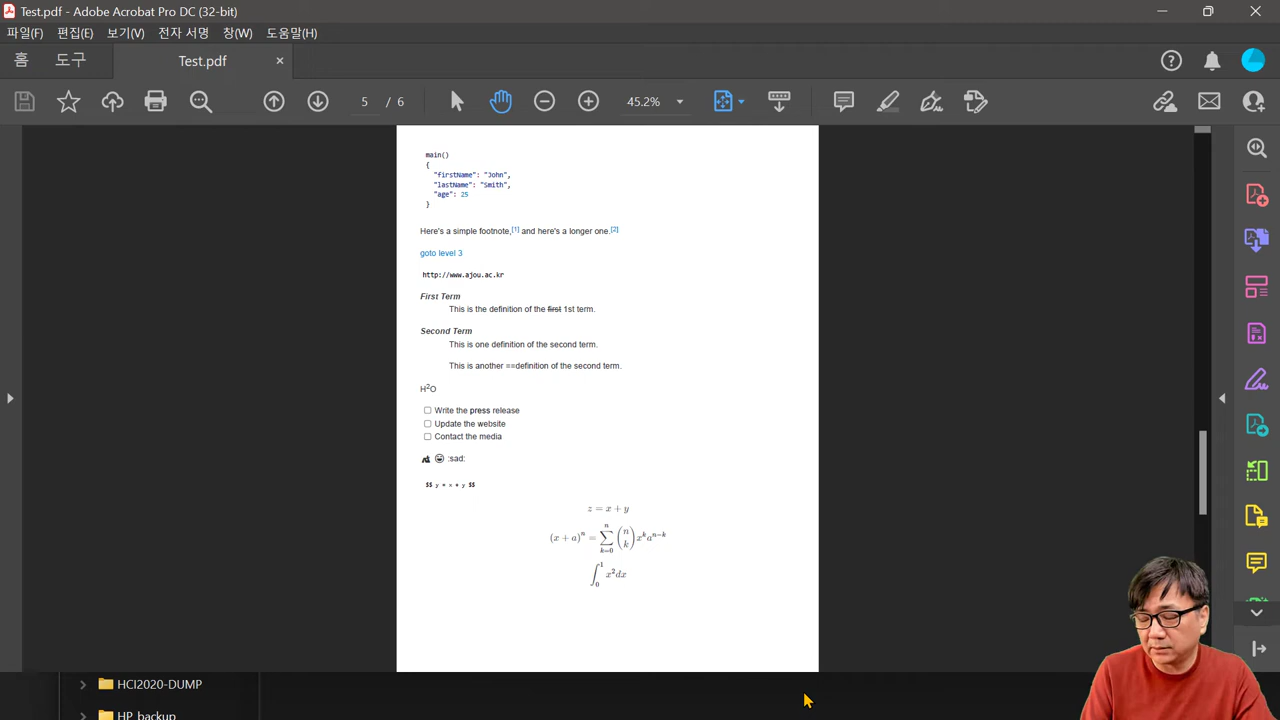 Test.pdf - Adobe Acrobat Pro DC (32-bit)
파일(F) 편집(E) 보기(V) 전자 서명 창(W) 도움말(H)
홈 도구 Test.pdf
5 / 6 45.2%
main()
{
"firstName": "John",
"lastName": "Smith",
"age": 25
}
Here's a simple footnote,[1] and here's a longer one.[2]
goto level 3
http://www.ajou.ac.kr
First Term
This is the definition of the first 1st term.
Second Term
This is one definition of the second term.
This is another ==definition of the second term.
H²O
Write the press release
Update the website
Contact the media
:sad:
$$ y = x + y $$
z = x + y
(x + a)ⁿ = ∑ₖ₌₀ⁿ (n k) xᵏaⁿ⁻ᵏ
∫₀¹ x²dx
HCI2020-DUMP
HP_backup